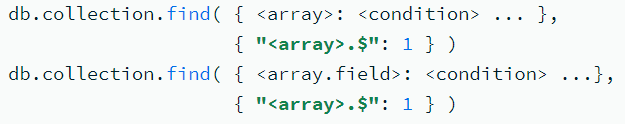 db.collection.find( { <array>: <condition> ... },
                    { "<array>.$": 1 } )
db.collection.find( { <array.field>: <condition> ...},
                    { "<array>.$": 1 } )